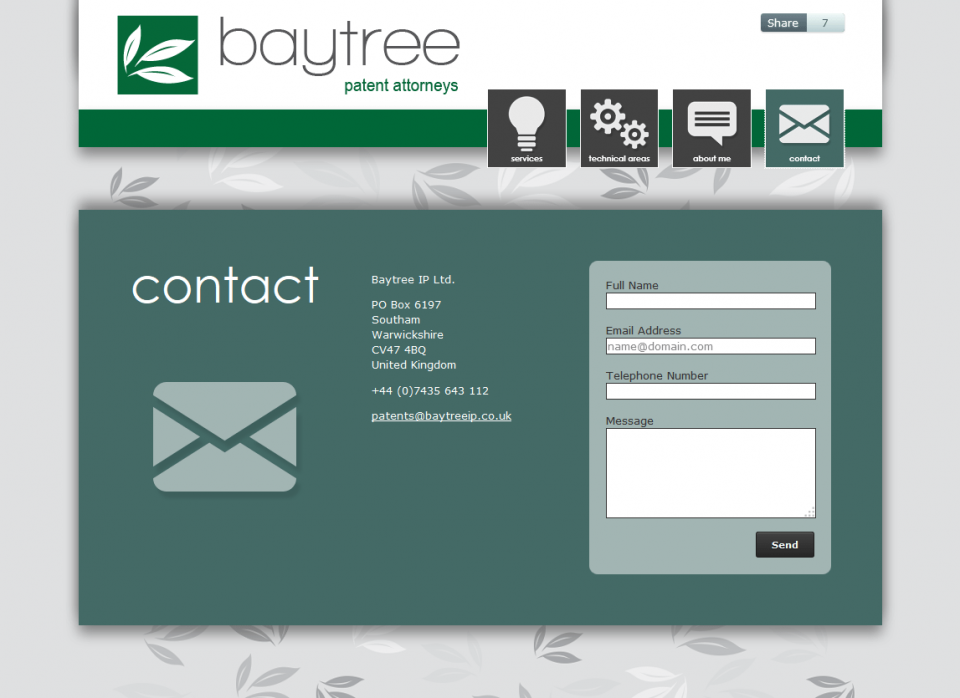 baytree
patent attorneys
Share 7
services
technical areas
about me
contact
contact
Baytree IP Ltd.
PO Box 6197
Southam
Warwickshire
CV47 4BQ
United Kingdom
+44 (0)7435 643 112
patents@baytreeip.co.uk
Full Name
Email Address
name@domain.com
Telephone Number
Message
Send